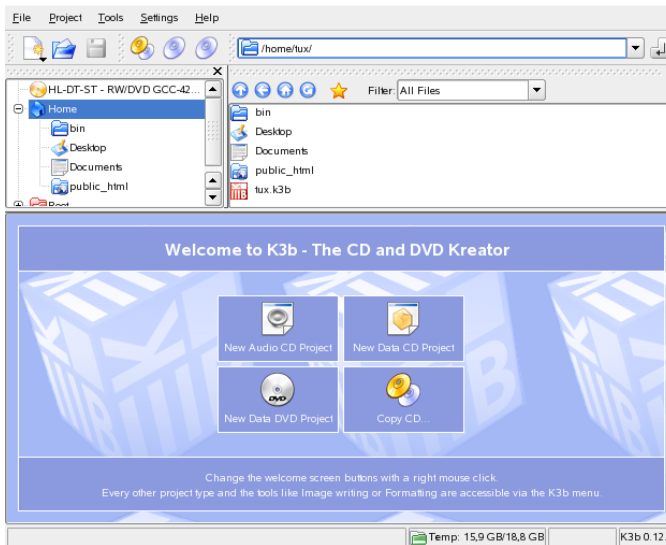 File Project Tools Settings Help
/home/tux/
HL-DT-ST - RW/DVD GCC-42...
Home
bin
Desktop
Documents
public_html
Root
Filter: All Files
bin
Desktop
Documents
public_html
tux.k3b
Welcome to K3b - The CD and DVD Kreator
New Audio CD Project
New Data CD Project
New Data DVD Project
Copy CD...
Change the welcome screen buttons with a right mouse click.
Every other project type and the tools like Image writing or Formatting are accessible via the K3b menu.
Temp: 15,9 GB/18,8 GB
K3b 0.12